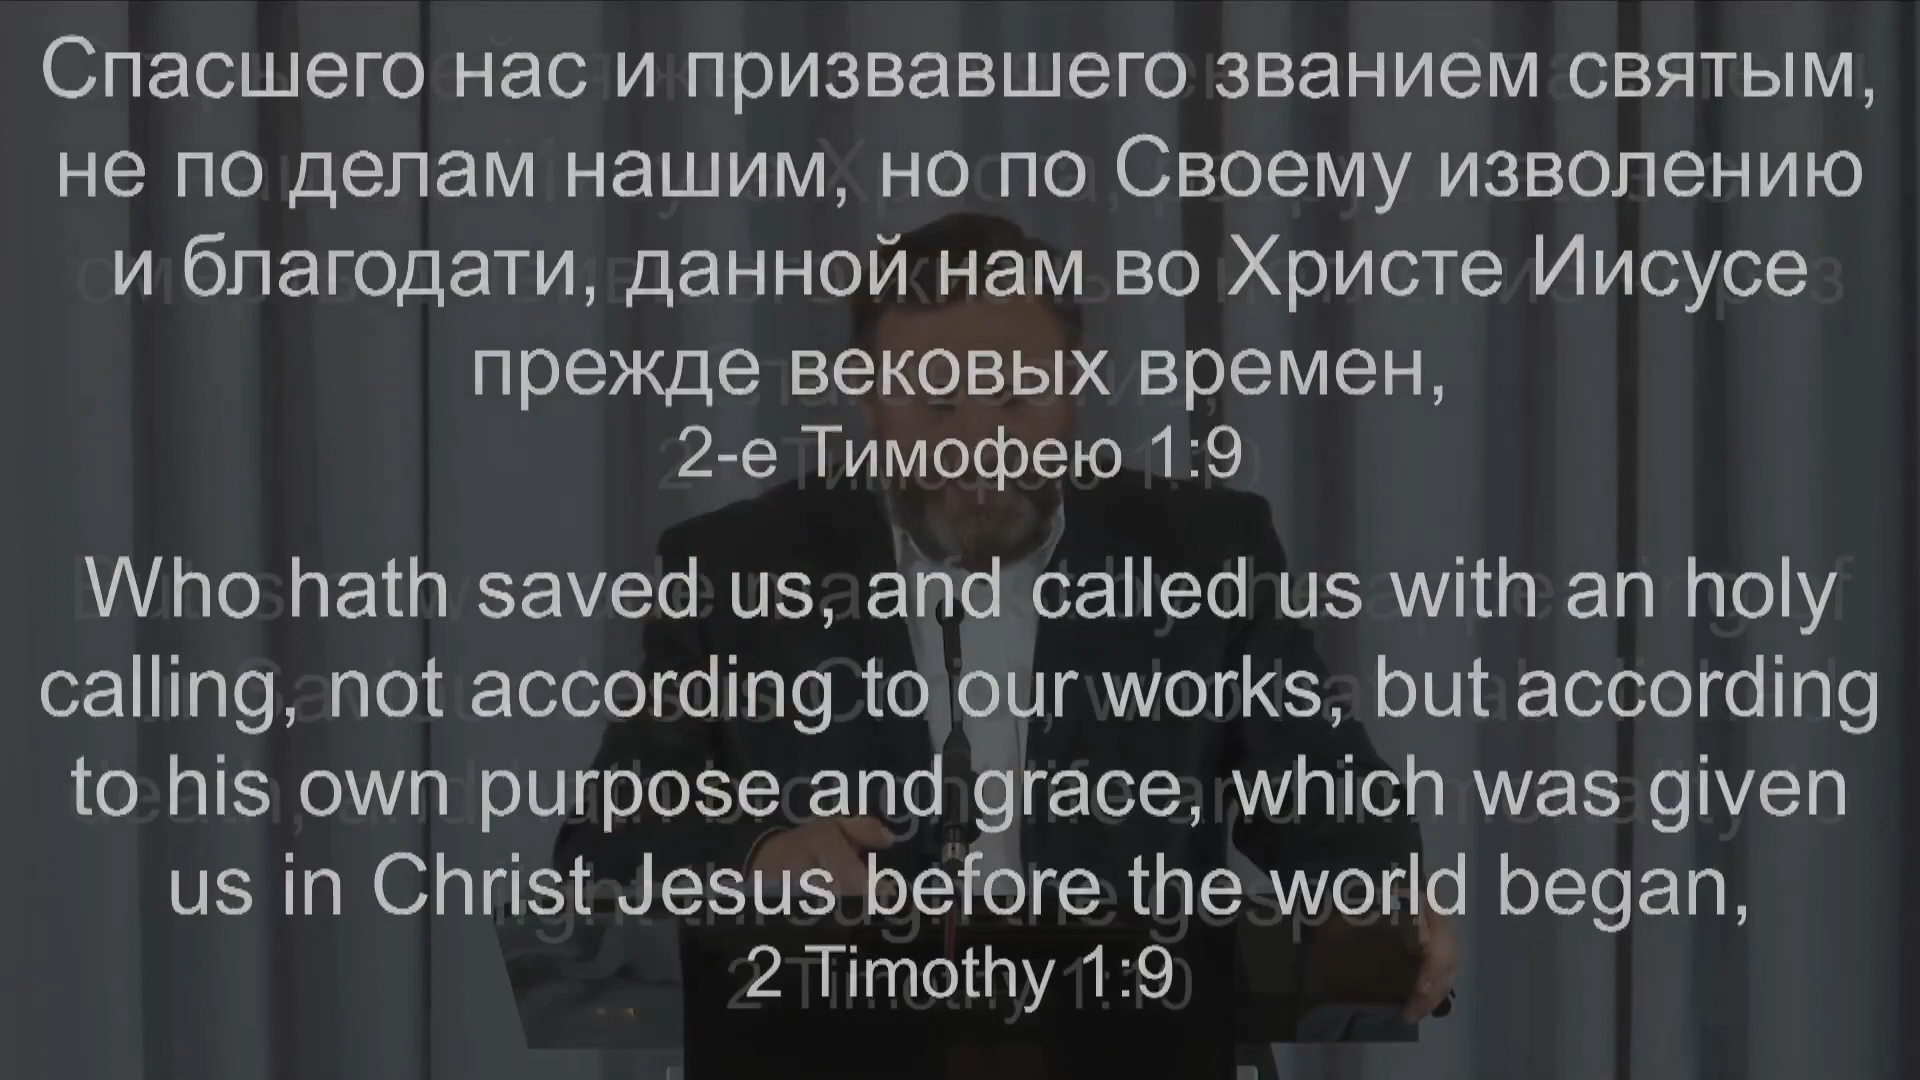 Спасшего нас и призвавшего званием святым,
не по делам нашим, но по Своему изволению
и благодати, данной нам во Христе Иисусе
прежде вековых времен,
2-е Тимофею 1:9
Who hath saved us, and called us with an holy
calling, not according to our works, but according
to his own purpose and grace, which was given
us in Christ Jesus before the world began,
2 Timothy 1:9